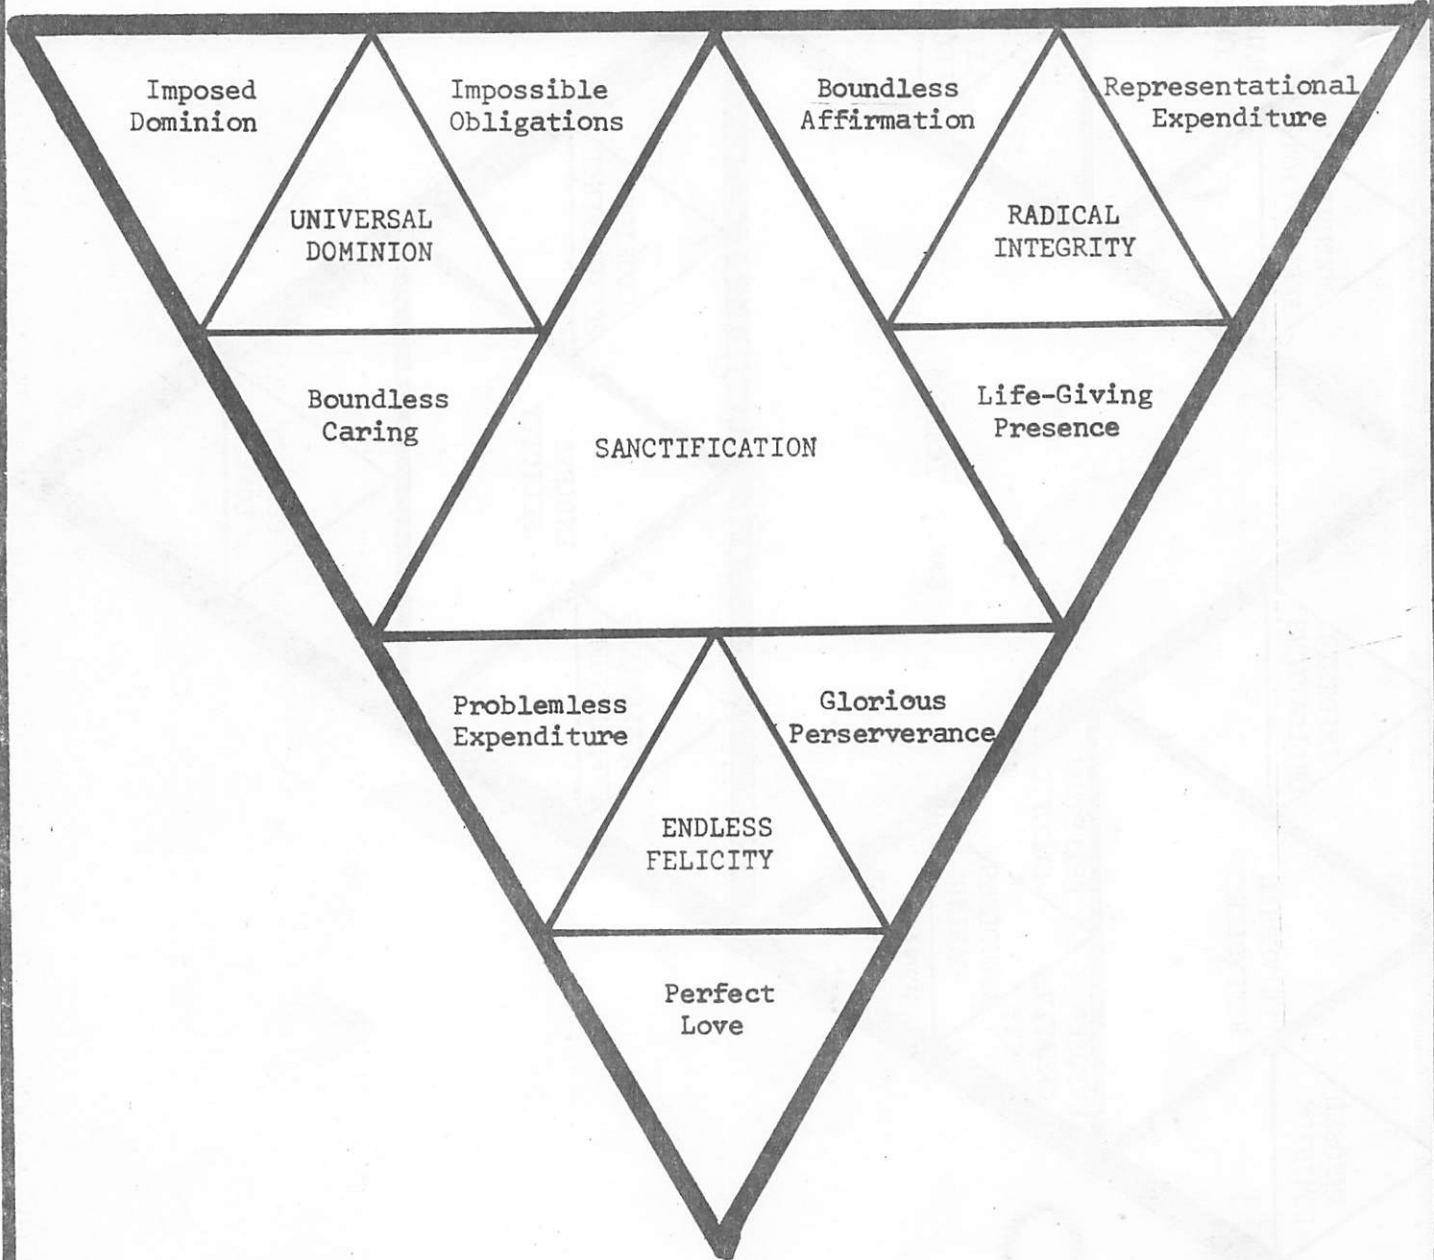 Imposed
Dominion
Impossible
Obligations
UNIVERSAL
DOMINION
Boundless
Caring
Boundless
Affirmation
Representational
Expenditure
RADICAL
INTEGRITY
Life-Giving
Presence
SANCTIFICATION
Problemless
Expenditure
Glorious
Perserverance
ENDLESS
FELICITY
Perfect
Love